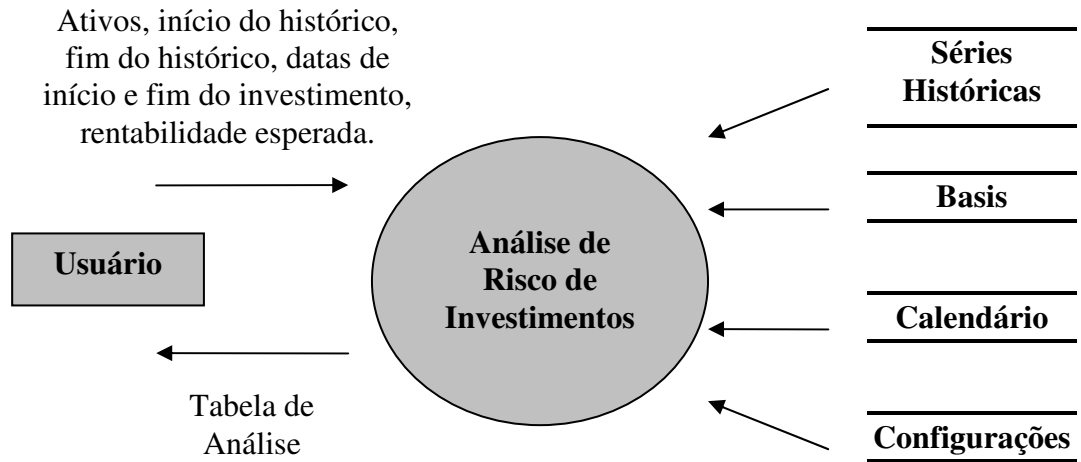 Ativos, início do histórico,
fim do histórico, datas de
início e fim do investimento,
rentabilidade esperada.
Usuário
Tabela de
Análise
Análise de
Risco de
Investimentos
Séries
Históricas
Basis
Calendário
Configurações